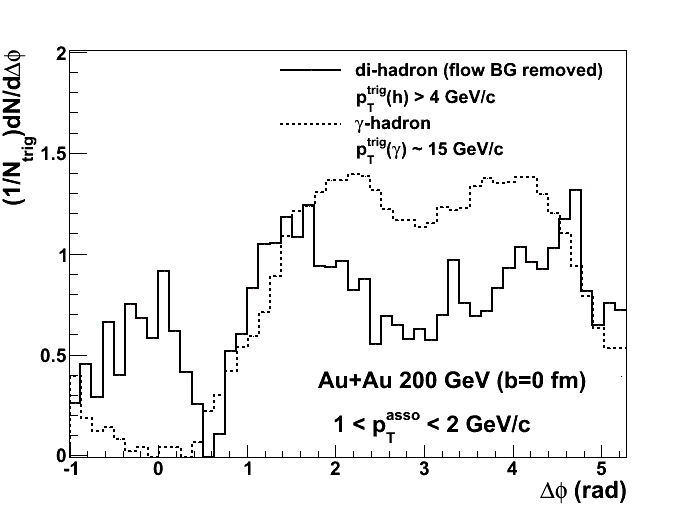 (1/N_trig)dN/dΔϕ
2
di-hadron (flow BG removed)
p_T^trig(h) > 4 GeV/c
γ-hadron
p_T^trig(γ) ~ 15 GeV/c
1.5
1
0.5
0
Au+Au 200 GeV (b=0 fm)
1 < p_T^asso < 2 GeV/c
-1 0 1 2 3 4 5
Δϕ (rad)